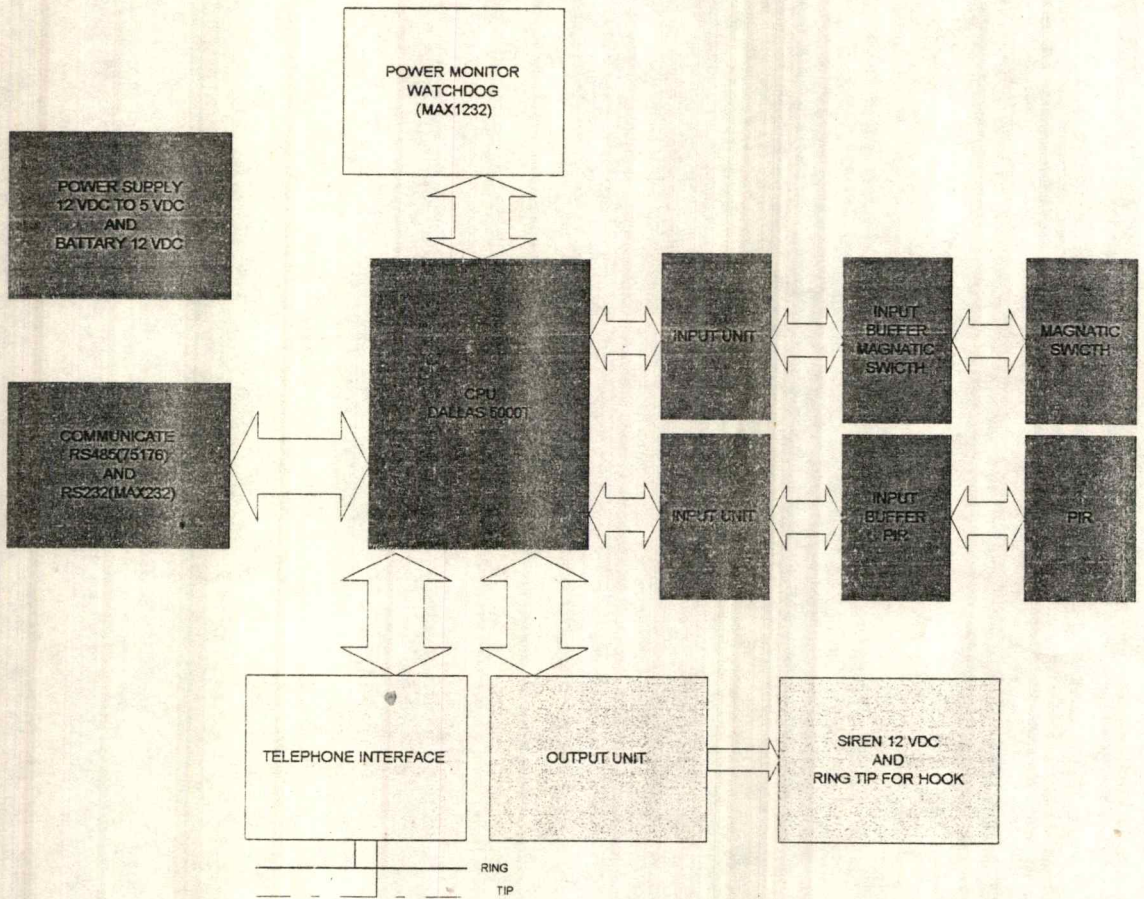 POWER MONITOR
WATCHDOG
(MAX1232)
POWER SUPPLY
12 VDC TO 5 VDC
AND
BATTARY 12 VDC
CPU
DALLAS 5000T
INPUT UNIT
INPUT
BUFFER
MAGNATIC
SWICTH
MAGNATIC
SWICTH
COMMUNICATE
RS485(75176)
AND
RS232(MAX232)
INPUT UNIT
INPUT
BUFFER
PIR
PIR
TELEPHONE INTERFACE
OUTPUT UNIT
SIREN 12 VDC
AND
RING TIP FOR HOOK
RING
TIP